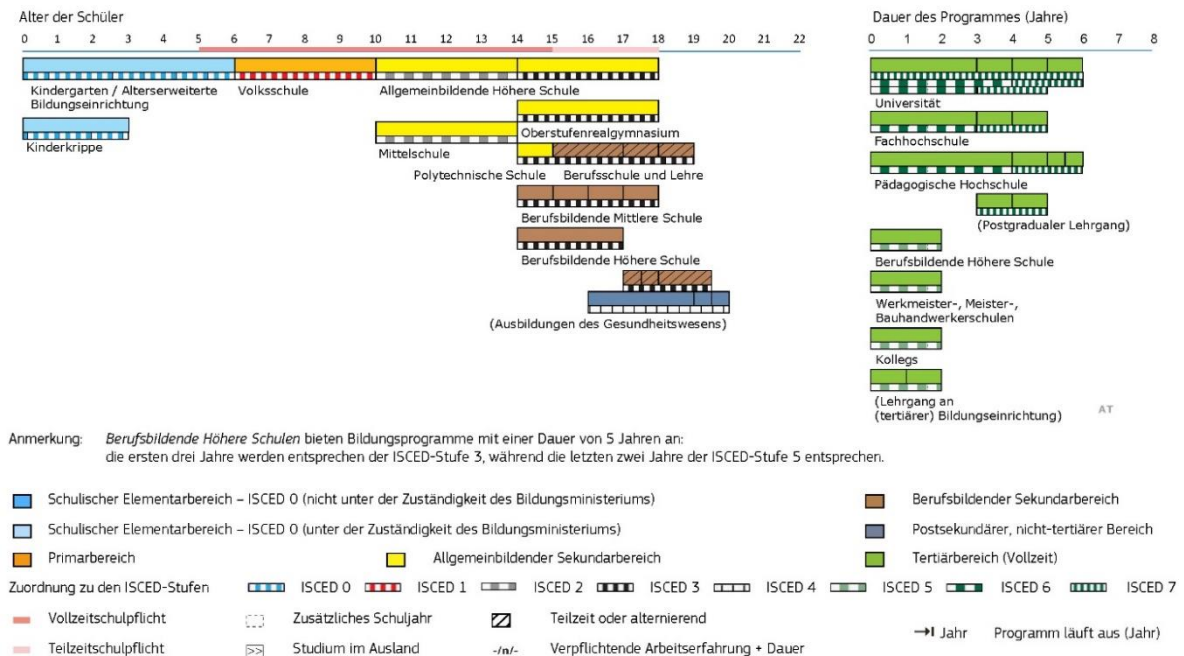 Alter der Schüler
0 1 2 3 4 5 6 7 8 9 10 11 12 13 14 15 16 17 18 19 20 21 22
Kindergarten / Alterserweiterte
Bildungseinrichtung
Volksschule
Allgemeinbildende Höhere Schule
Kinderkrippe
Oberstufenrealgymnasium
Mittelschule
Polytechnische Schule
Berufsschule und Lehre
Berufsbildende Mittlere Schule
Berufsbildende Höhere Schule
(Ausbildungen des Gesundheitswesens)
Dauer des Programmes (Jahre)
0 1 2 3 4 5 6 7 8
Universität
Fachhochschule
Pädagogische Hochschule
(Postgradualer Lehrgang)
Berufsbildende Höhere Schule
Werkmeister-, Meister-,
Bauhandwerkerschulen
Kollegs
(Lehrgang an
(tertiärer) Bildungseinrichtung)
AT
Anmerkung: Berufsbildende Höhere Schulen bieten Bildungsprogramme mit einer Dauer von 5 Jahren an:
die ersten drei Jahre werden entsprechen der ISCED-Stufe 3, während die letzten zwei Jahre der ISCED-Stufe 5 entsprechen.
Schulischer Elementarbereich – ISCED 0 (nicht unter der Zuständigkeit des Bildungsministeriums)
Berufsbildender Sekundarbereich
Schulischer Elementarbereich – ISCED 0 (unter der Zuständigkeit des Bildungsministeriums)
Postsekundärer, nicht-tertiärer Bereich
Primarbereich
Allgemeinbildender Sekundarbereich
Tertiärbereich (Vollzeit)
Zuordnung zu den ISCED-Stufen ISCED 0 ISCED 1 ISCED 2 ISCED 3 ISCED 4 ISCED 5 ISCED 6 ISCED 7
Vollzeitschulpflicht
Zusätzliches Schuljahr
Teilzeit oder alternierend
Jahr Programm läuft aus (Jahr)
Teilzeitschulpflicht
>> Studium im Ausland
-/n/- Verpflichtende Arbeitserfahrung + Dauer